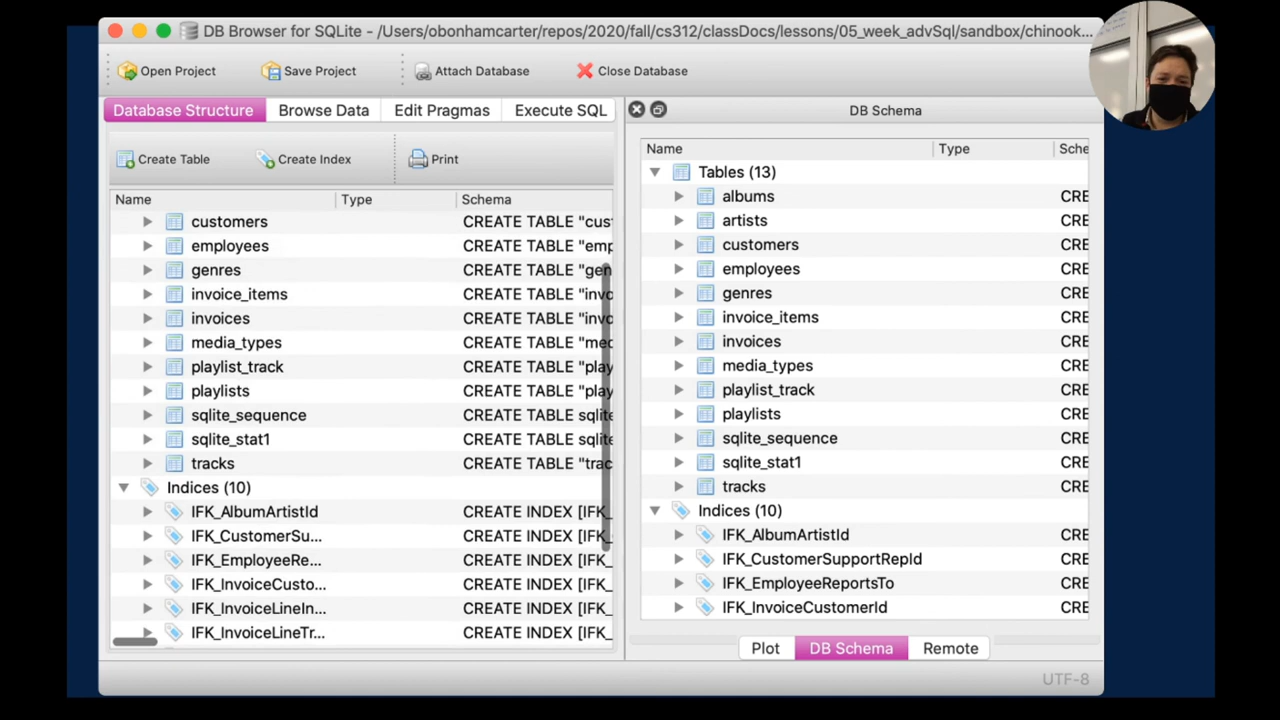 DB Browser for SQLite - /Users/obonhamcarter/repos/2020/fall/cs312/classDocs/lessons/05_week_advSql/sandbox/chinook...
Open Project Save Project Attach Database Close Database
Database Structure Browse Data Edit Pragmas Execute SQL
Create Table Create Index Print
Name Type Schema
customers CREATE TABLE "cus
employees CREATE TABLE "emp
genres CREATE TABLE "gen
invoice_items CREATE TABLE "invo
invoices CREATE TABLE "invo
media_types CREATE TABLE "med
playlist_track CREATE TABLE "play
playlists CREATE TABLE "play
sqlite_sequence CREATE TABLE sqlite
sqlite_stat1 CREATE TABLE sqlite
tracks CREATE TABLE "trac
Indices (10)
IFK_AlbumArtistId CREATE INDEX [IFK_
IFK_CustomerSu... CREATE INDEX [IFK_
IFK_EmployeeRe... CREATE INDEX [IFK_
IFK_InvoiceCusto... CREATE INDEX [IFK_
IFK_InvoiceLineIn... CREATE INDEX [IFK_
IFK_InvoiceLineTr... CREATE INDEX [IFK_
DB Schema
Name Type Sche
Tables (13)
albums CRE
artists CRE
customers CRE
employees CRE
genres CRE
invoice_items CRE
invoices CRE
media_types CRE
playlist_track CRE
playlists CRE
sqlite_sequence CRE
sqlite_stat1 CRE
tracks CRE
Indices (10)
IFK_AlbumArtistId CRE
IFK_CustomerSupportRepId CRE
IFK_EmployeeReportsTo CRE
IFK_InvoiceCustomerId CRE
Plot DB Schema Remote
UTF-8